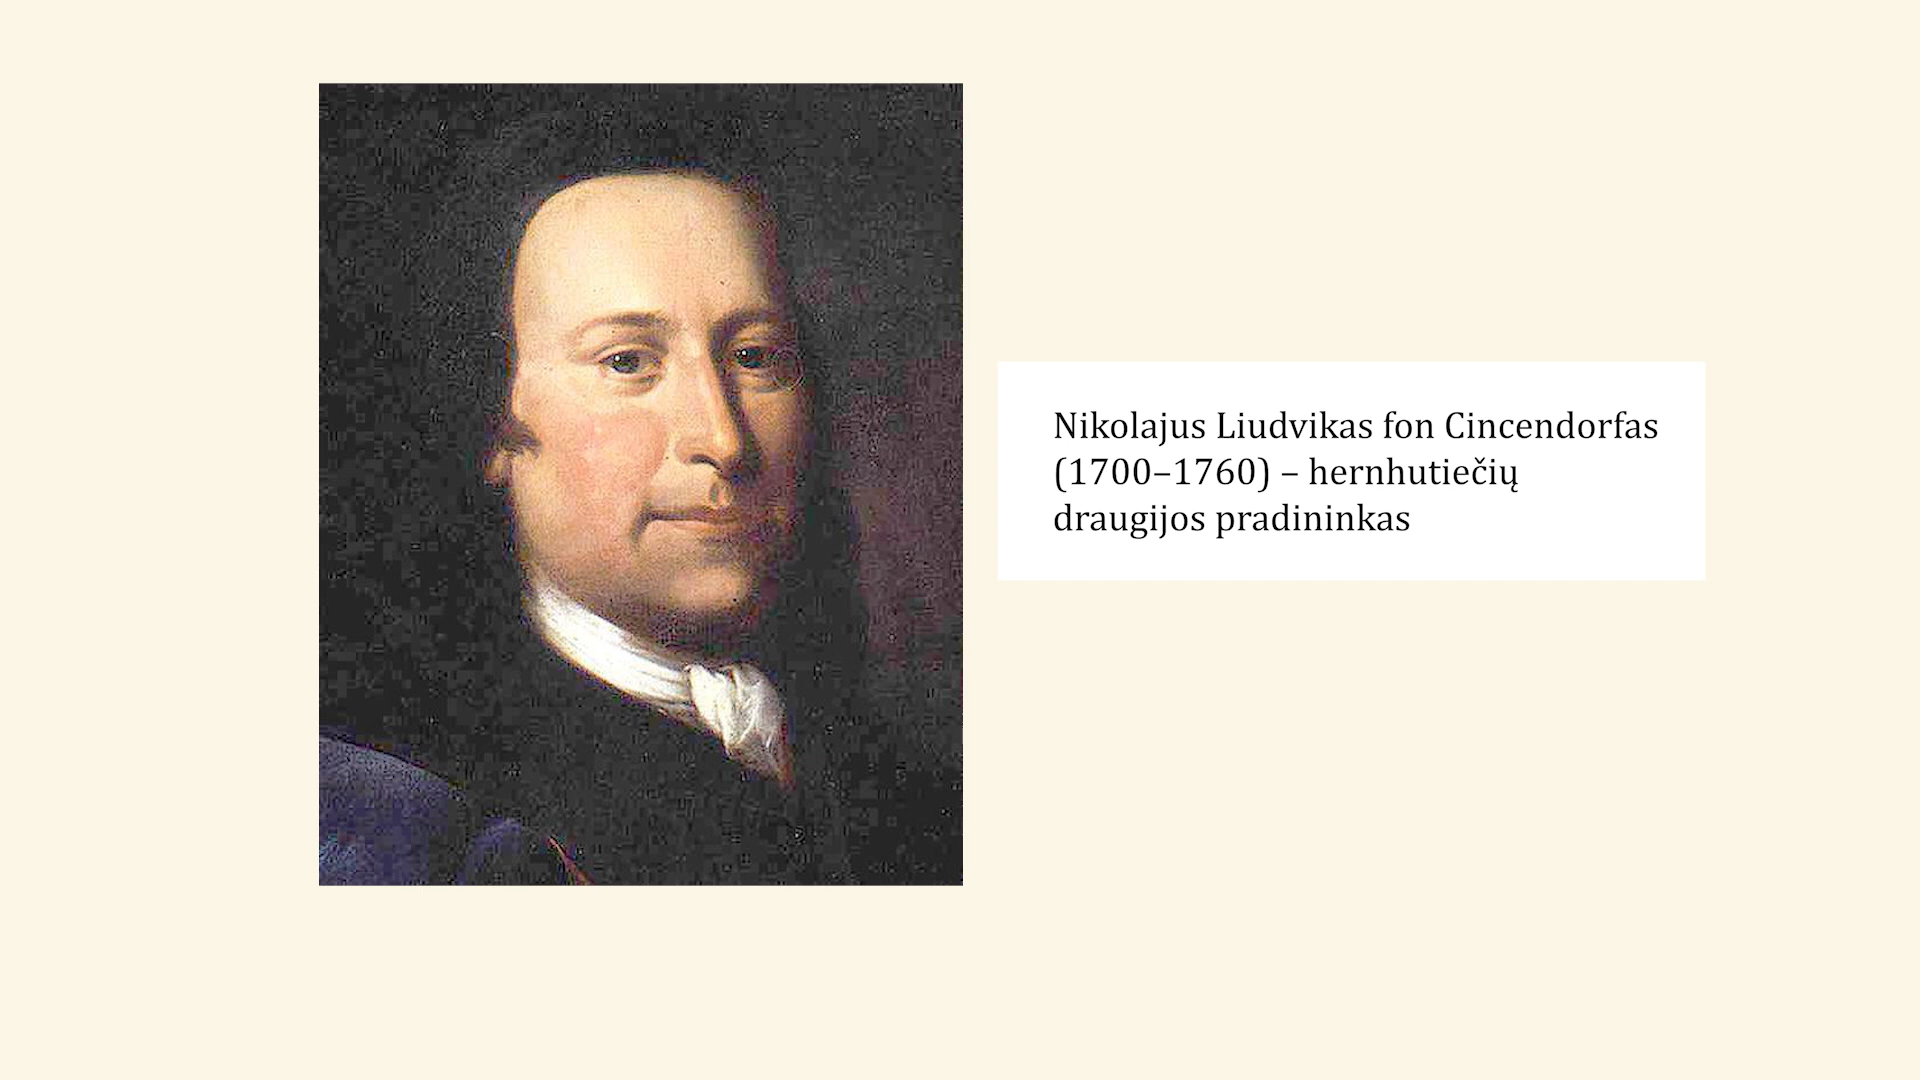 Nikolajus Liudvikas fon Cincendorfas
(1700–1760) – hernhutiečių
draugijos pradininkas